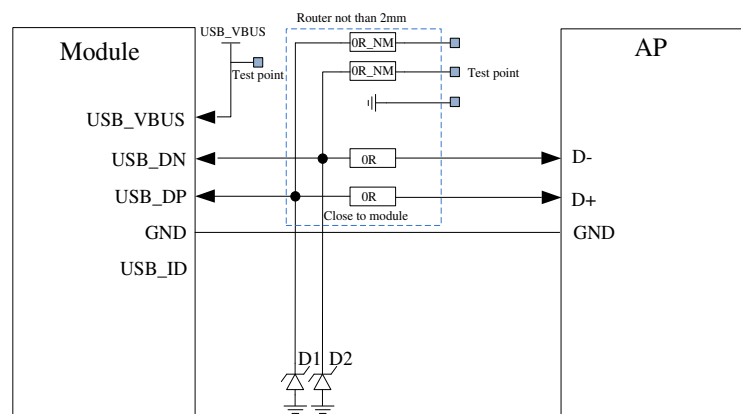 Router not than 2mm
USB_VBUS
Module
AP
0R_NM
Test point
0R_NM
Test point
USB_VBUS
USB_DN
0R
D-
USB_DP
0R
D+
Close to module
GND
GND
USB_ID
D1
D2